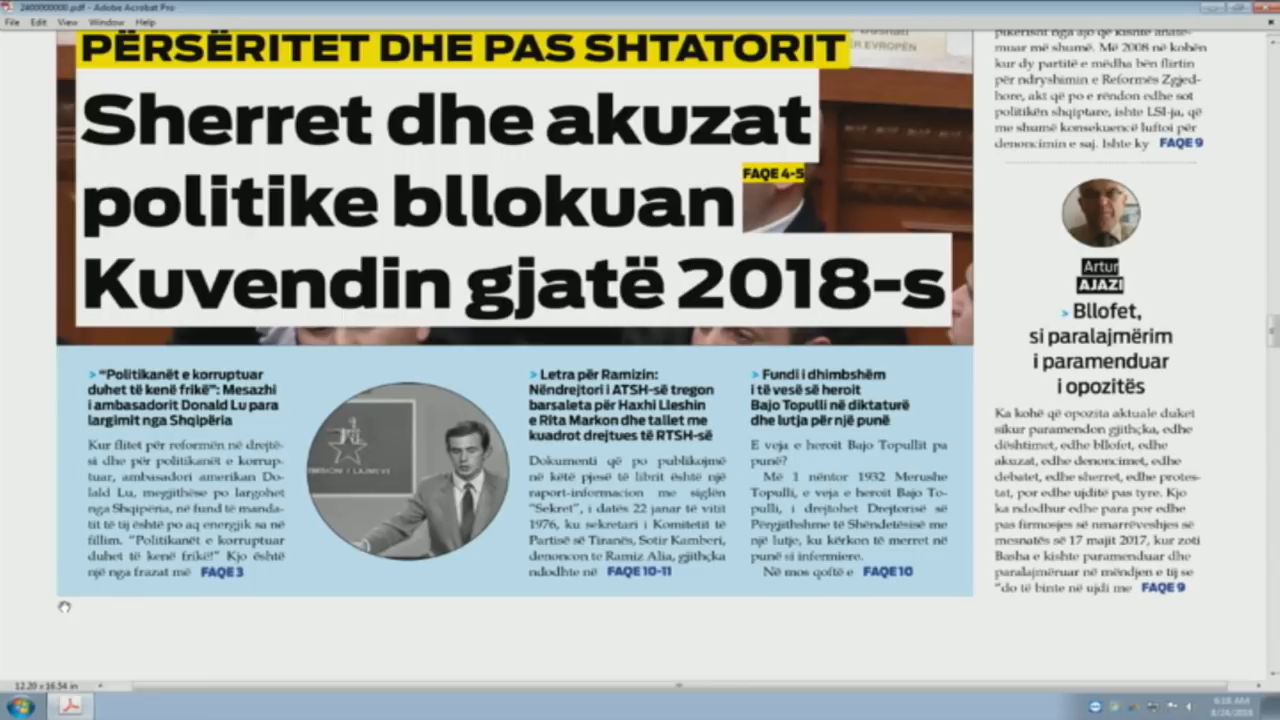 2400000000.pdf - Adobe Acrobat Pro
File Edit View Window Help
PËRSËRITET DHE PAS SHTATORIT
Sherret dhe akuzat
politike bllokuan
Kuvendin gjatë 2018-s
FAQE 4-5
> “Politikanët e korruptuar
duhet të kenë frikë”: Mesazhi
i ambasadorit Donald Lu para
largimit nga Shqipëria
Kur flitet për reformën në drejtë-
si dhe për politikanët e korrup-
tuar, ambasadori amerikan Do-
lald Lu, megjithëse po largohet
nga Shqipëria, në fund të manda-
tit të tij është po aq energjik sa në
fillim. “Politikanët e korruptuar
duhet të kenë frikë!” Kjo është
një nga frazat më FAQE 3
> Letra për Ramizin:
Nëndrejtori i ATSH-së tregon
barsaleta për Haxhi Lleshin
e Rita Markon dhe tallet me
kuadrot drejtues të RTSH-së
Dokumenti që po publikojmë
në këtë pjesë të librit është një
raport-informacion me siglën
“Sekret”, i datës 22 janar të vitit
1976, ku sekretari i Komitetit të
Partisë së Tiranës, Sotir Kamberi,
denoncon te Ramiz Alia, gjithçka
ndodhte në FAQE 10-11
> Fundi i dhimbshëm
i të vesë së heroit
Bajo Topulli në diktaturë
dhe lutja për një punë
E veja e heroit Bajo Topullit pa
punë?
Më 1 nëntor 1932 Merushe
Topulli, e veja e heroit Bajo To-
pulli, i drejtohet Drejtorisë së
Përgjithshme të Shëndetësisë me
një lutje, ku kërkon të merret në
punë si infermiere.
Në mos qoftë e FAQE 10
muar më shumë. Më 2008 në kohën
kur dy partitë e mëdha bën flirtin
për ndryshimin e Reformës Zgjed-
hore, akt që po e rëndon edhe sot
politikën shqiptare, ishte LSI-ja, që
me shumë konsekuencë luftoi për
denoncimin e saj. Ishte ky FAQE 9
Artur
AJAZI
> Bllofet,
si paralajmërim
i paramenduar
i opozitës
Ka kohë që opozita aktuale duket
sikur paramendon gjithçka, edhe
dështimet, edhe bllofet, edhe
akuzat, edhe denoncimet, edhe
debatet, edhe sherret, edhe protes-
tat, por edhe ujditë pas tyre. Kjo
ka ndodhur edhe para por edhe
pas firmosjes së nmarrëveshjes së
mesnatës së 17 majit 2017, kur zoti
Basha e kishte paramenduar dhe
paralajmëruar në mëndjen e tij se
“do të binte në ujdi me FAQE 9
12.20 x 16.54 in